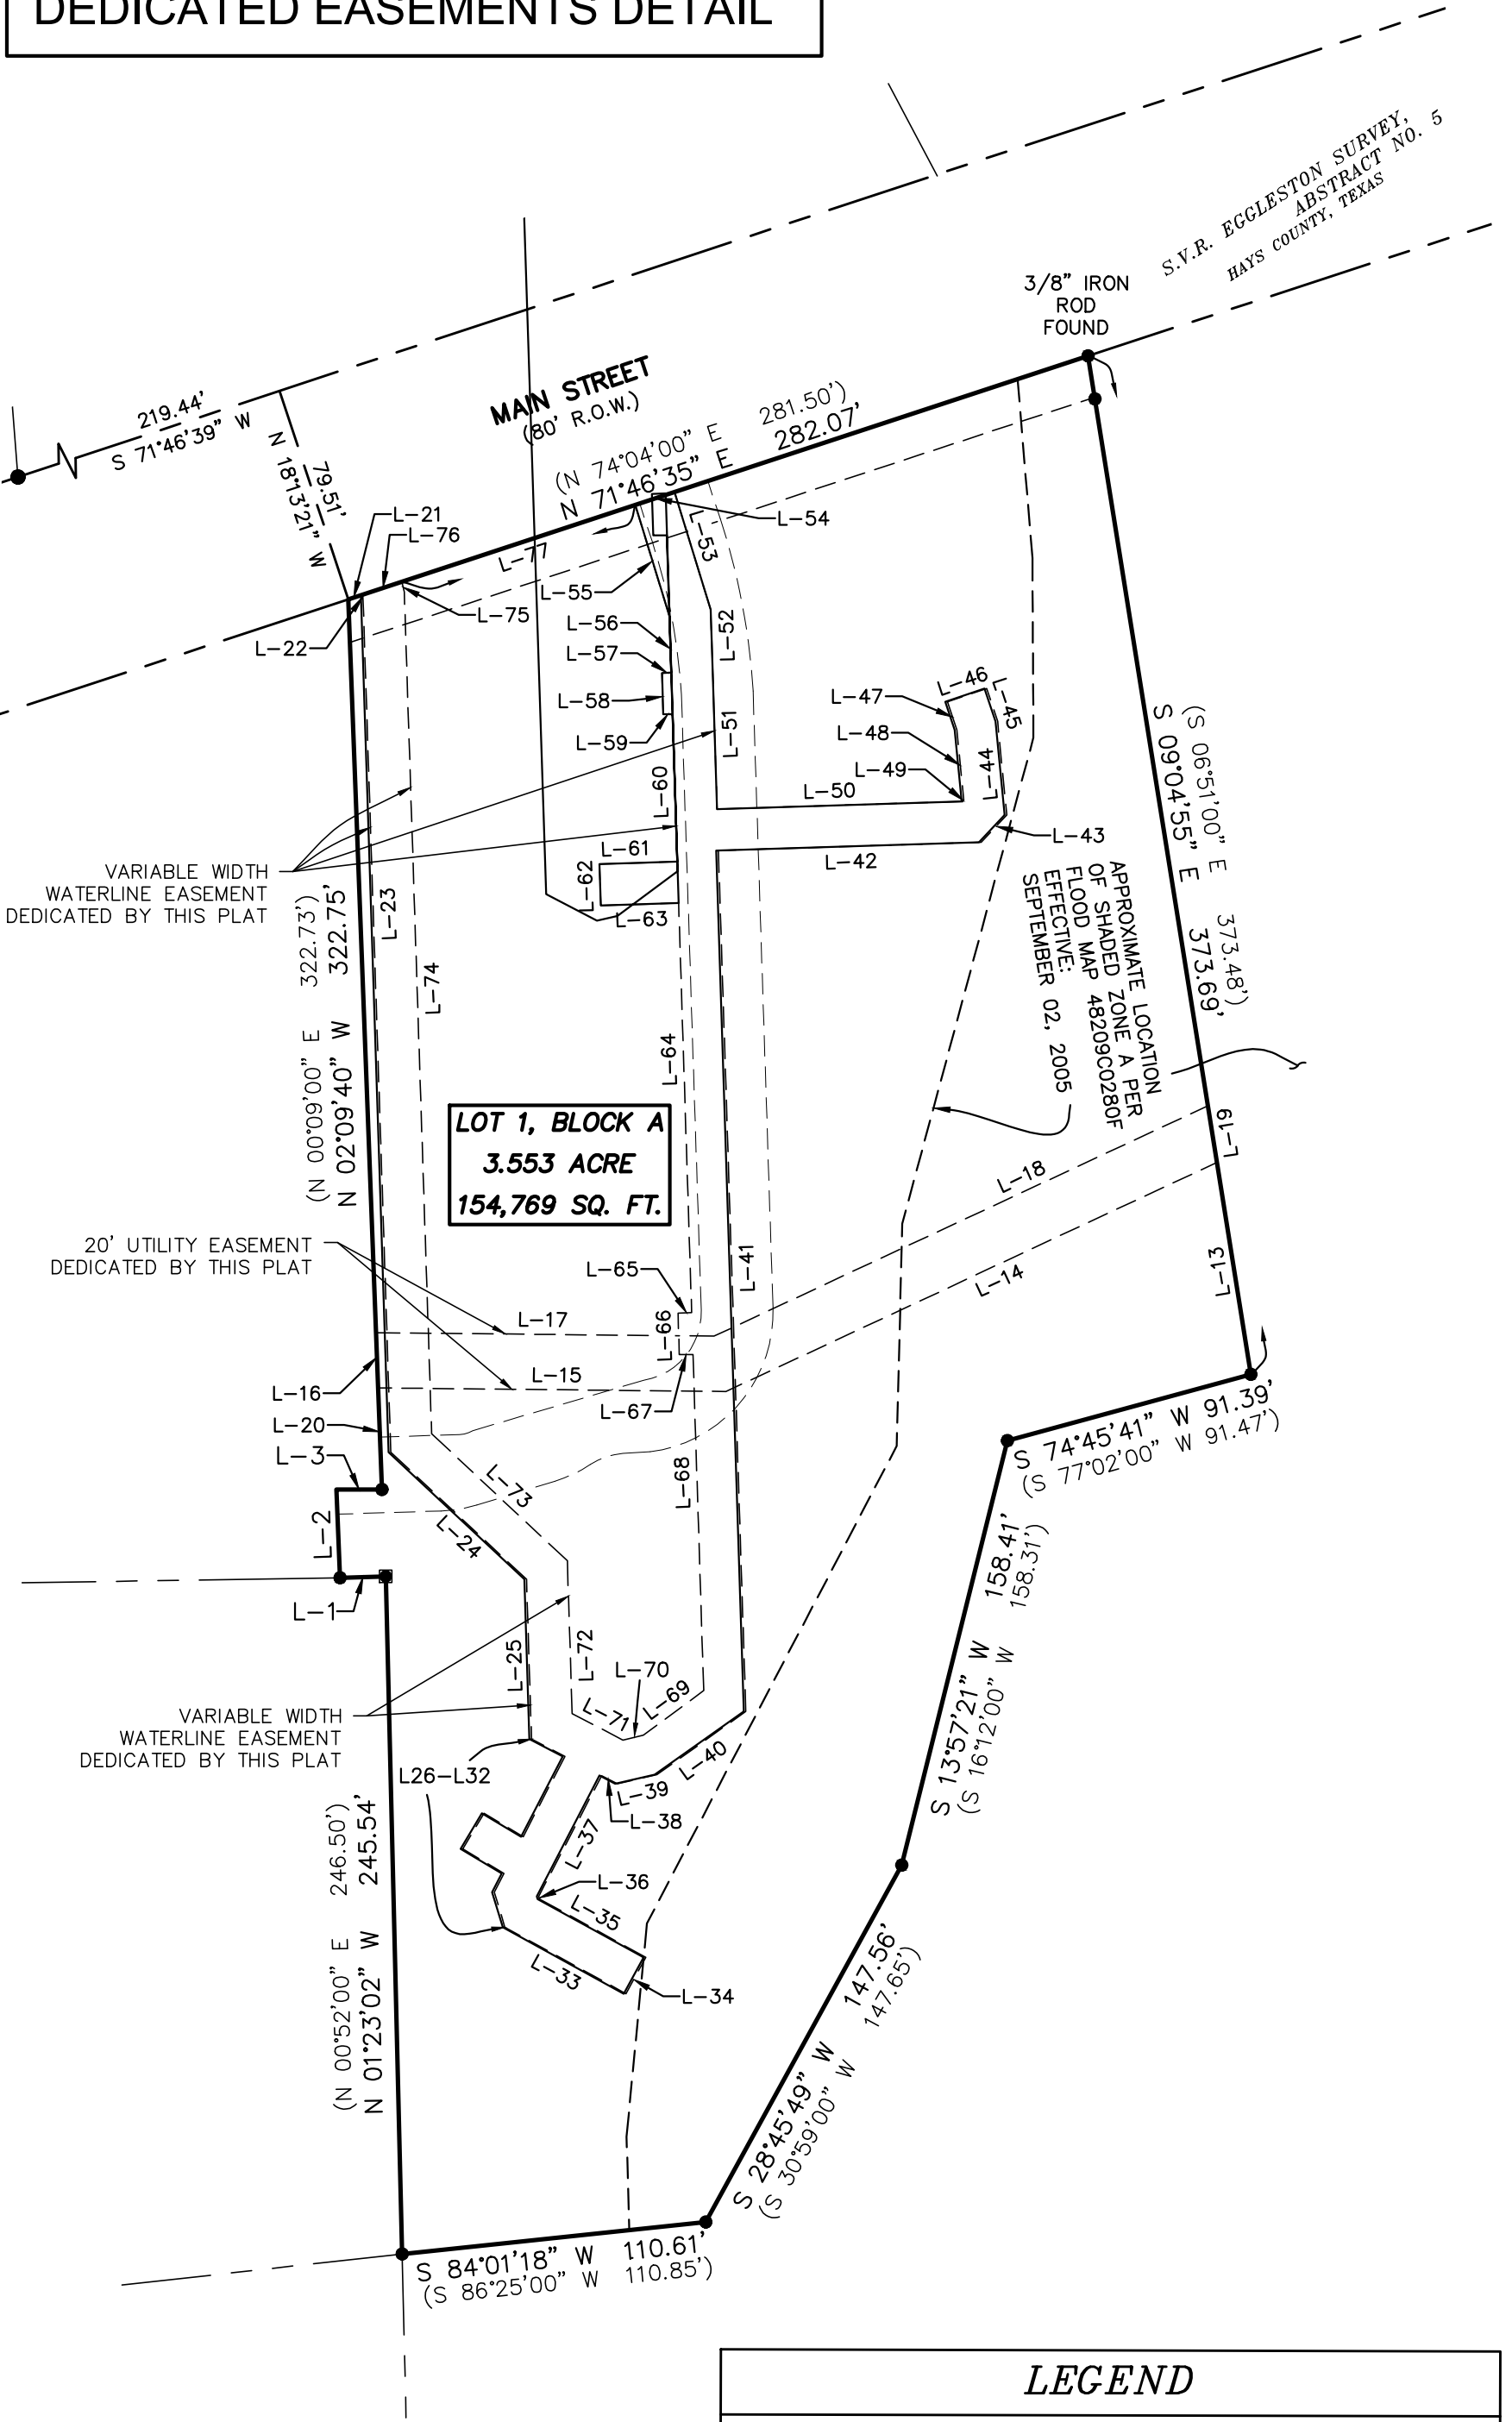 DEDICATED EASEMENTS DETAIL
S.V.R. EGGLESTON SURVEY,
ABSTRACT NO. 5
HAYS COUNTY, TEXAS
3/8" IRON
ROD
FOUND
MAIN STREET
(80' R.O.W.)
219.44'
S 71°46'39" W
79.51'
N 18°13'21" W
(N 74°04'00" E 281.50')
N 71°46'35" E 282.07'
L-21
L-76
L-77
L-75
L-22
L-53
L-54
L-55
L-56
L-57
L-58
L-59
L-52
L-51
L-60
L-61
L-62
L-63
L-46
L-47
L-45
L-48
L-49
L-44
L-50
L-43
L-42
(S 06°51'00" E 373.48')
S 09°04'55" E 373.69'
APPROXIMATE LOCATION
OF SHADED ZONE A PER
FLOOD MAP 48209C0280F
EFFECTIVE:
SEPTEMBER 02, 2005
VARIABLE WIDTH
WATERLINE EASEMENT
DEDICATED BY THIS PLAT
(N 00°09'00" E 322.73')
N 02°09'40" W 322.75'
L-23
L-74
L-64
LOT 1, BLOCK A
3.553 ACRE
154,769 SQ. FT.
20' UTILITY EASEMENT
DEDICATED BY THIS PLAT
L-19
L-18
L-14
L-13
L-41
L-65
L-66
L-67
L-17
L-15
L-16
L-20
L-3
L-2
L-1
L-73
L-24
L-68
S 74°45'41" W 91.39'
(S 77°02'00" W 91.47')
S 13°57'21" W 158.41'
(S 16°12'00" W 158.31')
L-25
L-72
L-70
L-71
L-69
L-40
VARIABLE WIDTH
WATERLINE EASEMENT
DEDICATED BY THIS PLAT
L26-L32
L-39
L-38
L-37
L-36
L-35
L-33
L-34
(N 00°52'00" E 246.50')
N 01°23'02" W 245.54'
S 28°45'49" W 147.56'
(S 30°59'00" W 147.65')
S 84°01'18" W 110.61'
(S 86°25'00" W 110.85')
LEGEND